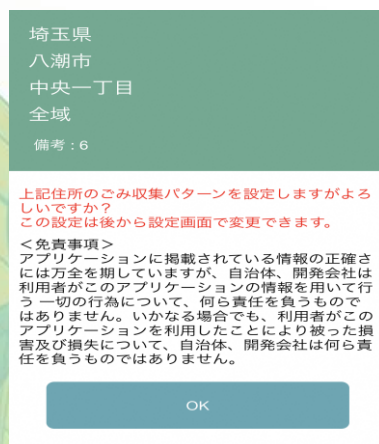 埼玉県
八潮市
中央一丁目
全域
備考：6
上記住所のごみ収集パターンを設定しますがよろ
しいですか？
この設定は後から設定画面で変更できます。
＜免責事項＞
アプリケーションに掲載されている情報の正確さ
には万全を期していますが、自治体、開発会社は
利用者がこのアプリケーションの情報を用いて行
う 一切の行為について、何ら責任を負うもので
はありません。いかなる場合でも、利用者がこの
アプリケーションを利用したことにより被った損
害及び損失について、自治体、開発会社は何ら責
任を負うものではありません。
OK